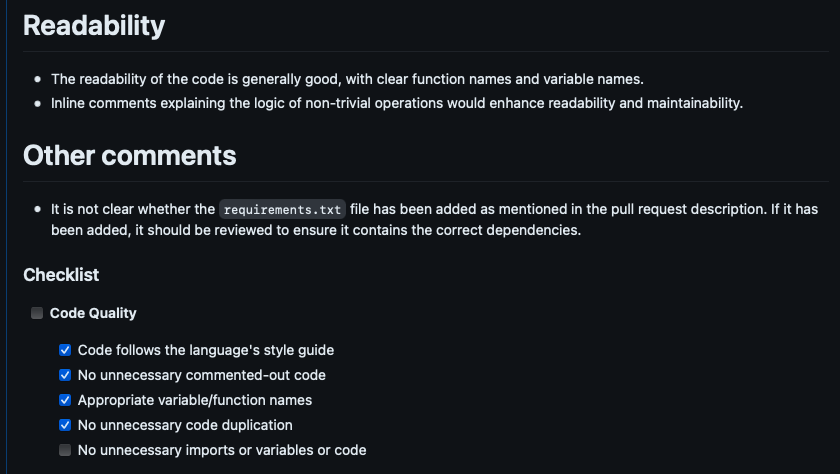 Readability
The readability of the code is generally good, with clear function names and variable names.
Inline comments explaining the logic of non-trivial operations would enhance readability and maintainability.
Other comments
It is not clear whether the requirements.txt file has been added as mentioned in the pull request description. If it has
been added, it should be reviewed to ensure it contains the correct dependencies.
Checklist
Code Quality
Code follows the language's style guide
No unnecessary commented-out code
Appropriate variable/function names
No unnecessary code duplication
No unnecessary imports or variables or code